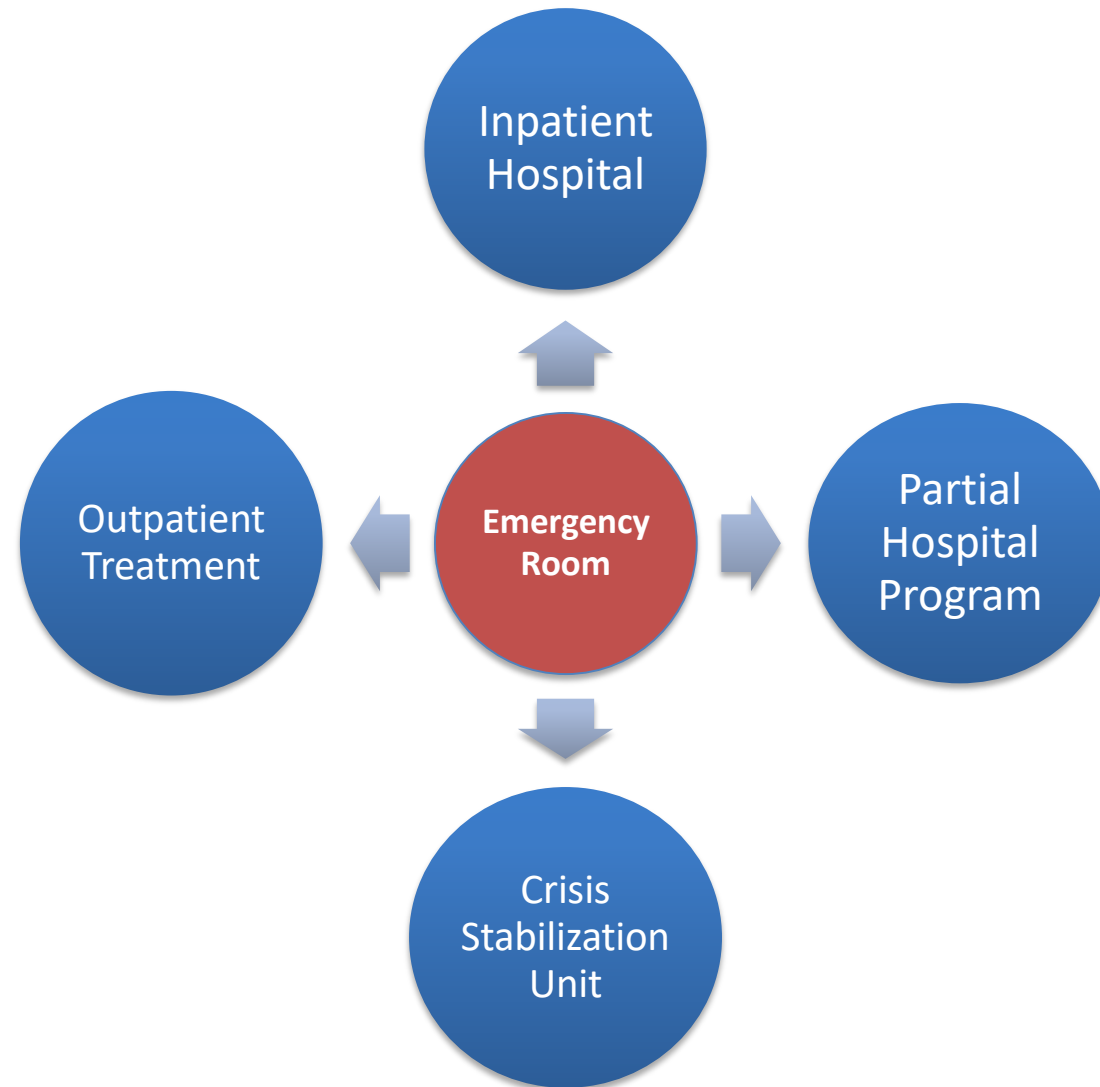 Inpatient
Hospital
Outpatient
Treatment
Emergency
Room
Partial
Hospital
Program
Crisis
Stabilization
Unit